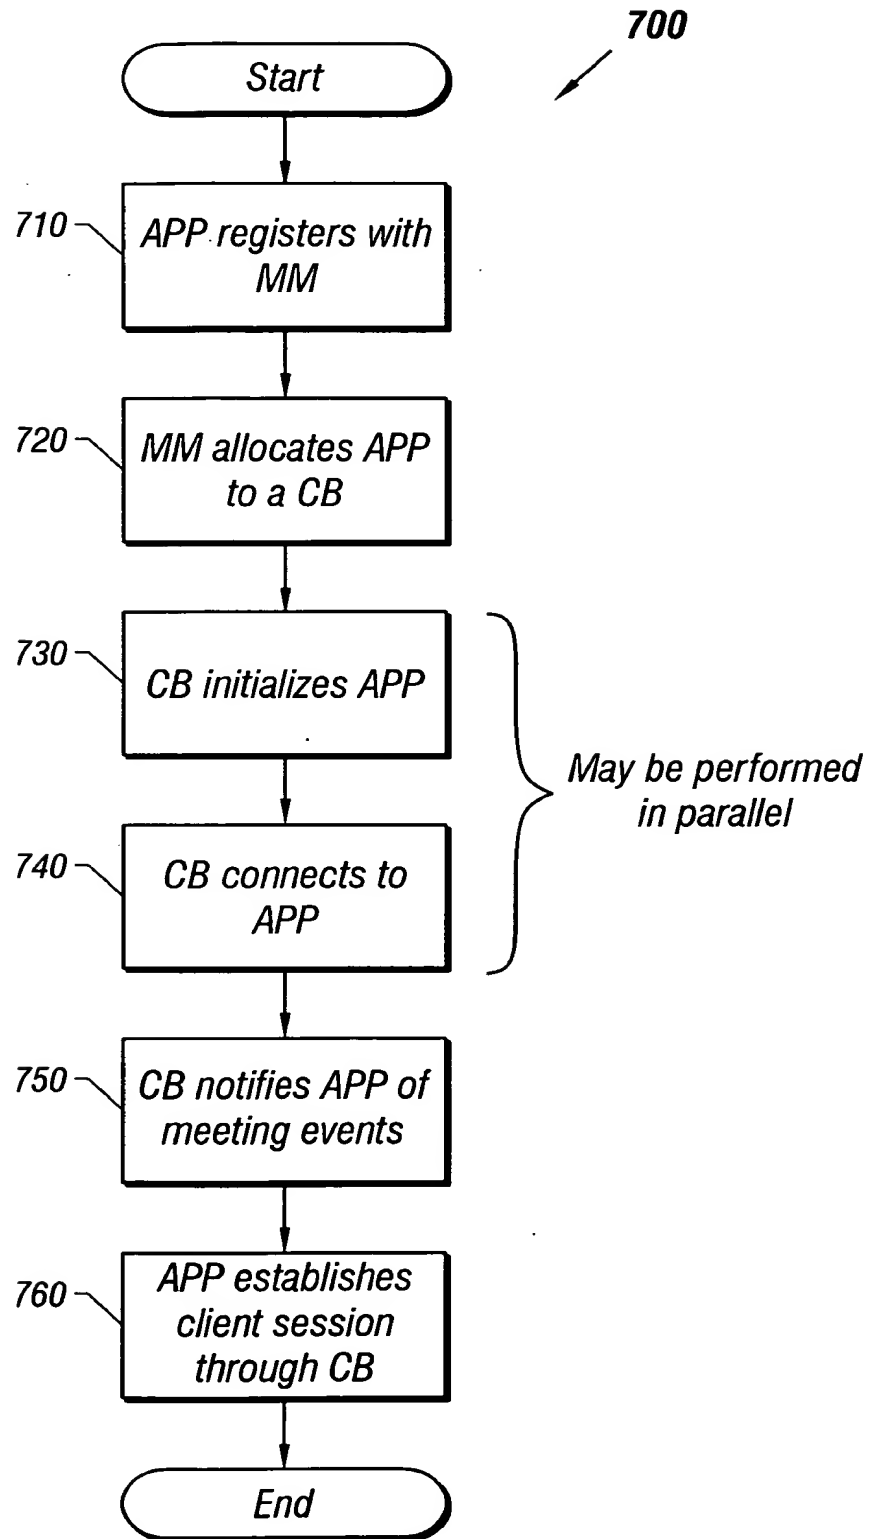 700
Start
710
APP registers with
MM
720
MM allocates APP
to a CB
730
CB initializes APP
740
CB connects to
APP
May be performed
in parallel
750
CB notifies APP of
meeting events
760
APP establishes
client session
through CB
End